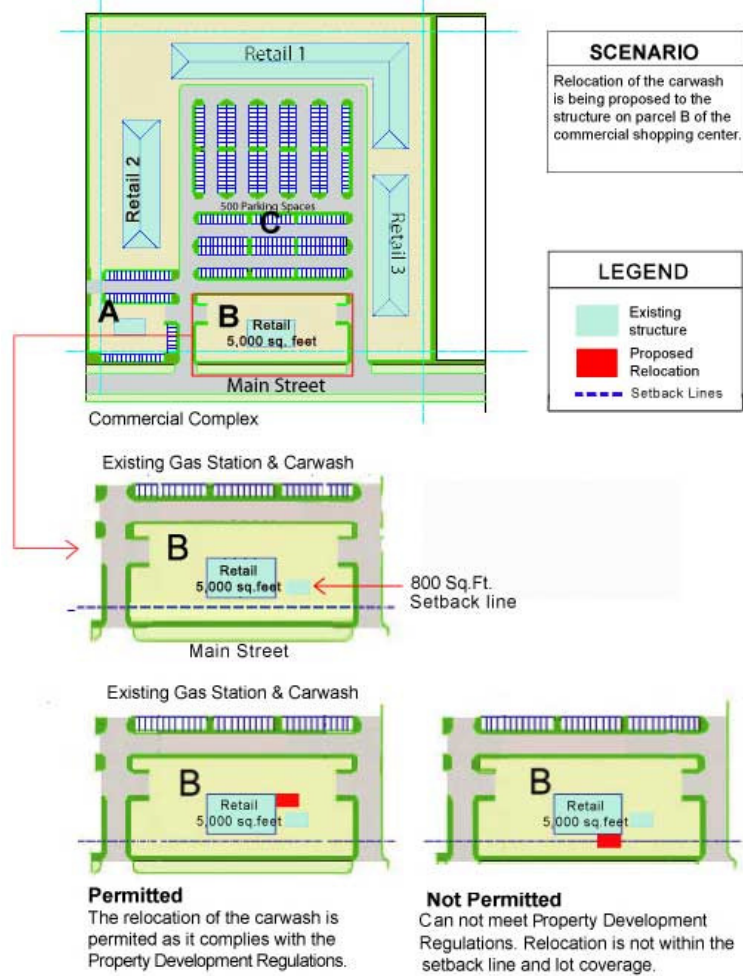 Retail 1
Retail 2
500 Parking Spaces
C
Retail 3
A
B
Retail
5,000 sq. feet
Main Street
Commercial Complex
SCENARIO
Relocation of the carwash
is being proposed to the
structure on parcel B of the
commercial shopping center.
LEGEND
Existing
structure
Proposed
Relocation
Setback Lines
Existing Gas Station & Carwash
B
Retail
5,000 sq.feet
800 Sq.Ft.
Setback line
Main Street
Existing Gas Station & Carwash
B
Retail
5,000 sq.feet
Permitted
The relocation of the carwash is
permited as it complies with the
Property Development Regulations.
B
Retail
5,000 sq.feet
Not Permitted
Can not meet Property Development
Regulations. Relocation is not within the
setback line and lot coverage.